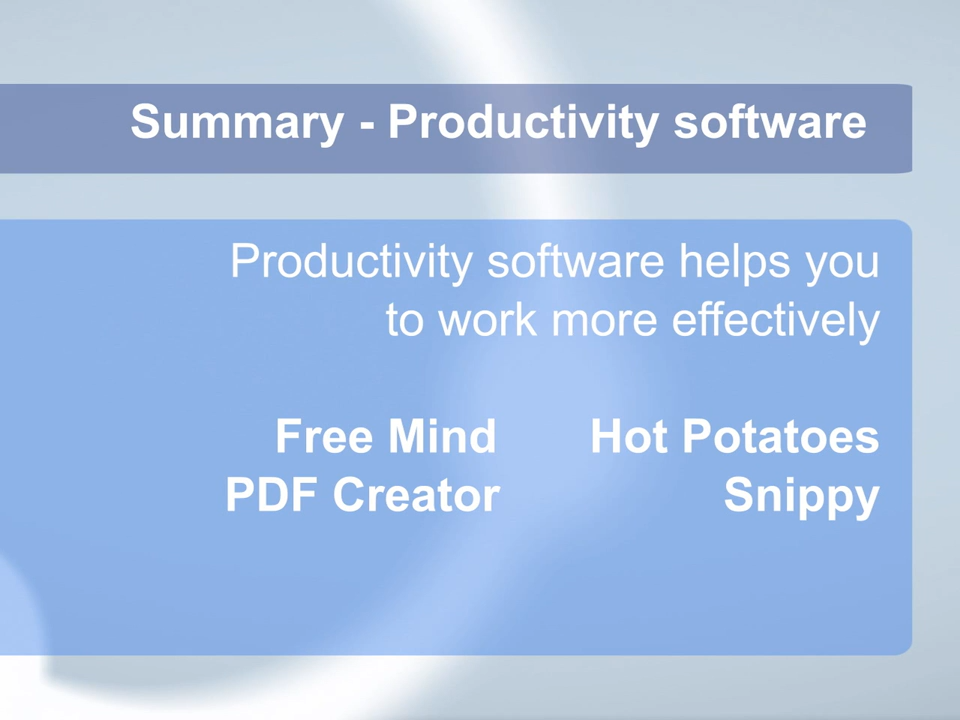 Summary - Productivity software
Productivity software helps you
to work more effectively
Free Mind Hot Potatoes
PDF Creator Snippy